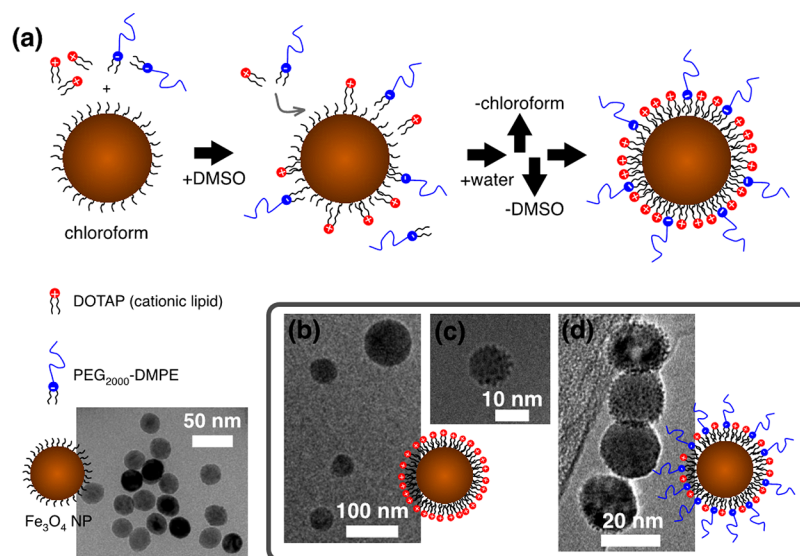 (a)
+
chloroform
+DMSO
-chloroform
+water
-DMSO
DOTAP (cationic lipid)
PEG2000-DMPE
50 nm
Fe3O4 NP
(b)
100 nm
(c)
10 nm
(d)
20 nm